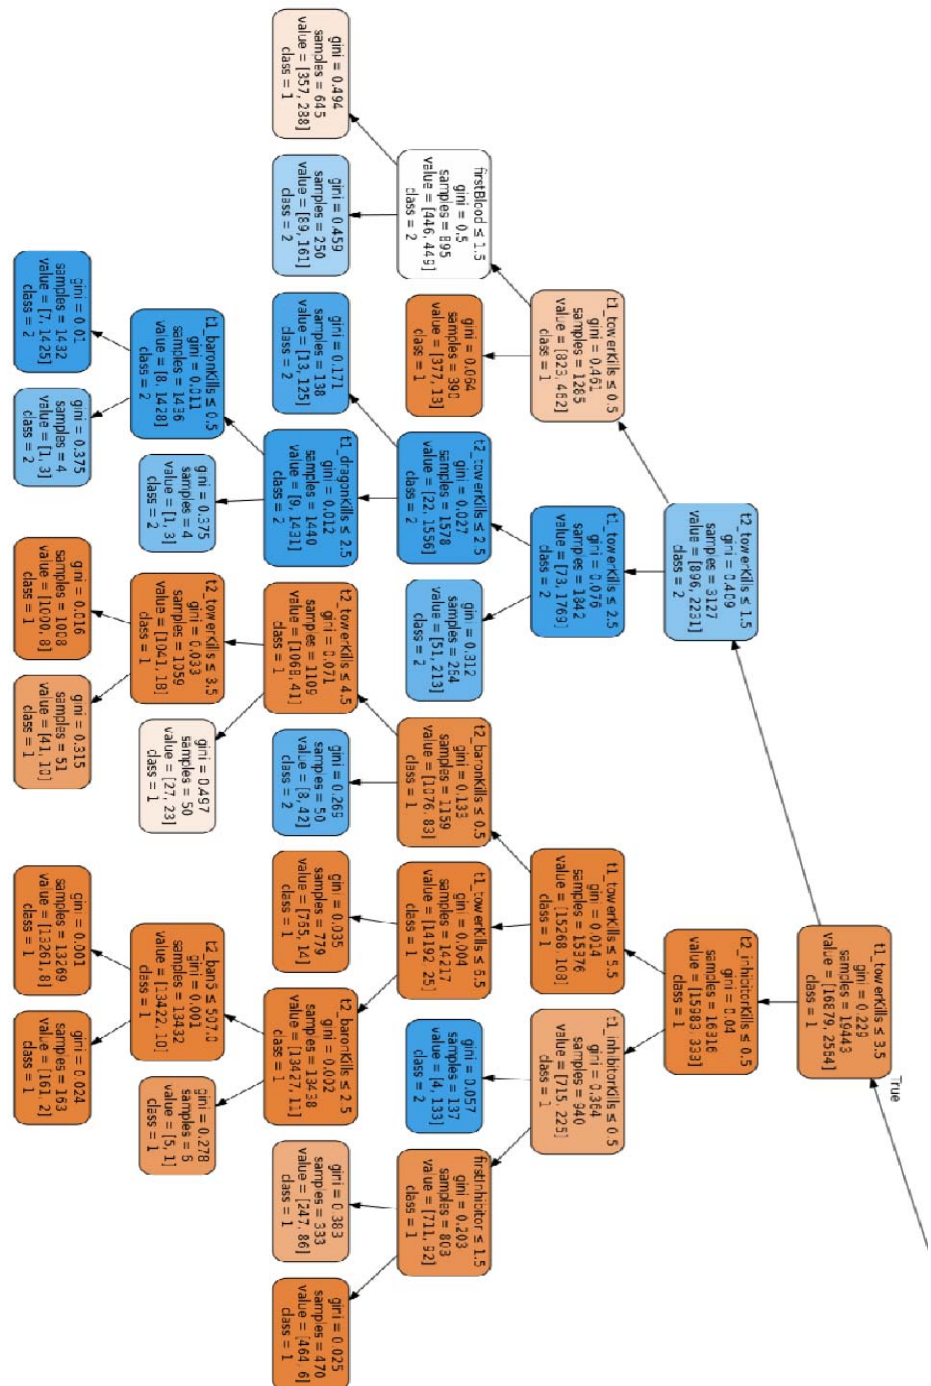 True
t1_towerKills ≤ 3.5
gini = 0.229
samples = 19443
value = [16879, 2564]
class = 1
t2_towerKills ≤ 1.5
gini = 0.409
samples = 3127
value = [896, 2231]
class = 2
t2_inhibitorKills ≤ 0.5
gini = 0.04
samples = 16316
value = [15983, 333]
class = 1
t1_towerKills ≤ 0.5
gini = 0.461
samples = 1285
value = [823, 462]
class = 1
t1_towerKills ≤ 2.5
gini = 0.076
samples = 1842
value = [73, 1769]
class = 2
t1_towerKills ≤ 5.5
gini = 0.014
samples = 15376
value = [15268, 108]
class = 1
t1_inhibitorKills ≤ 0.5
gini = 0.364
samples = 940
value = [715, 225]
class = 1
firstBlood ≤ 1.5
gini = 0.5
samples = 895
value = [446, 449]
class = 2
gini = 0.064
samples = 390
value = [377, 13]
class = 1
t2_towerKills ≤ 2.5
gini = 0.027
samples = 1578
value = [22, 1556]
class = 2
gini = 0.312
samples = 264
value = [51, 213]
class = 2
t2_baronKills ≤ 0.5
gini = 0.133
samples = 1159
value = [1076, 83]
class = 1
t1_towerKills ≤ 6.5
gini = 0.004
samples = 14217
value = [14192, 25]
class = 1
gini = 0.057
samples = 137
value = [4, 133]
class = 2
firstInhibitor ≤ 1.5
gini = 0.203
samples = 803
value = [711, 92]
class = 1
gini = 0.494
samples = 645
value = [357, 288]
class = 1
gini = 0.459
samples = 250
value = [89, 161]
class = 2
gini = 0.171
samples = 138
value = [13, 125]
class = 2
t1_dragonKills ≤ 2.5
gini = 0.012
samples = 1440
value = [9, 1431]
class = 2
t2_towerKills ≤ 4.5
gini = 0.071
samples = 1109
value = [1068, 41]
class = 1
gini = 0.269
samples = 50
value = [8, 42]
class = 2
gini = 0.035
samples = 779
value = [765, 14]
class = 1
t2_baronKills ≤ 2.5
gini = 0.002
samples = 13438
value = [13427, 11]
class = 1
gini = 0.383
samples = 333
value = [247, 86]
class = 1
gini = 0.025
samples = 470
value = [464, 6]
class = 1
t1_baronKills ≤ 0.5
gini = 0.011
samples = 1436
value = [8, 1428]
class = 2
gini = 0.375
samples = 4
value = [1, 3]
class = 2
t2_towerKills ≤ 3.5
gini = 0.033
samples = 1059
value = [1041, 18]
class = 1
gini = 0.497
samples = 50
value = [27, 23]
class = 1
t2_ban5 ≤ 507.0
gini = 0.001
samples = 13432
value = [13422, 10]
class = 1
gini = 0.278
samples = 6
value = [5, 1]
class = 1
gini = 0.01
samples = 1432
value = [7, 1425]
class = 2
gini = 0.375
samples = 4
value = [1, 3]
class = 2
gini = 0.016
samples = 1008
value = [1000, 8]
class = 1
gini = 0.315
samples = 51
value = [41, 10]
class = 1
gini = 0.001
samples = 13269
value = [13261, 8]
class = 1
gini = 0.024
samples = 163
value = [161, 2]
class = 1